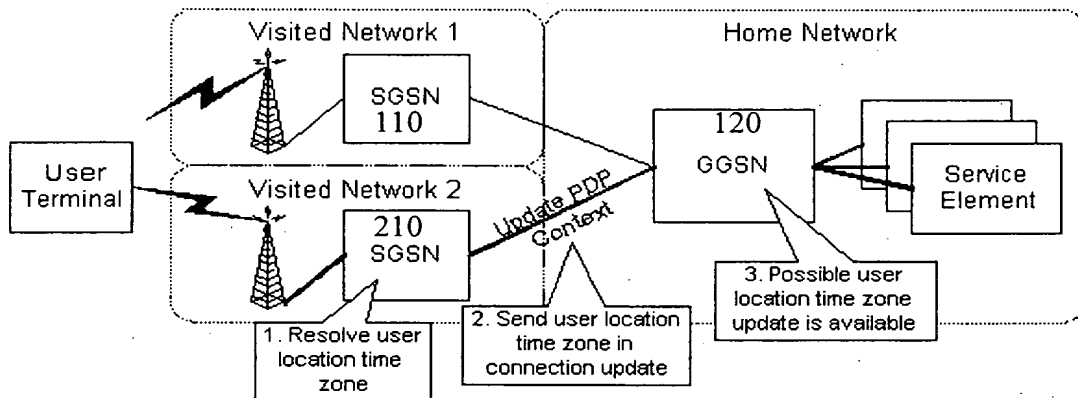 Visited Network 1
Home Network
SGSN
110
120
GGSN
User
Terminal
Visited Network 2
210
SGSN
Update PDP
Context
Service
Element
1. Resolve user
location time
zone
2. Send user location
time zone in
connection update
3. Possible user
location time zone
update is available